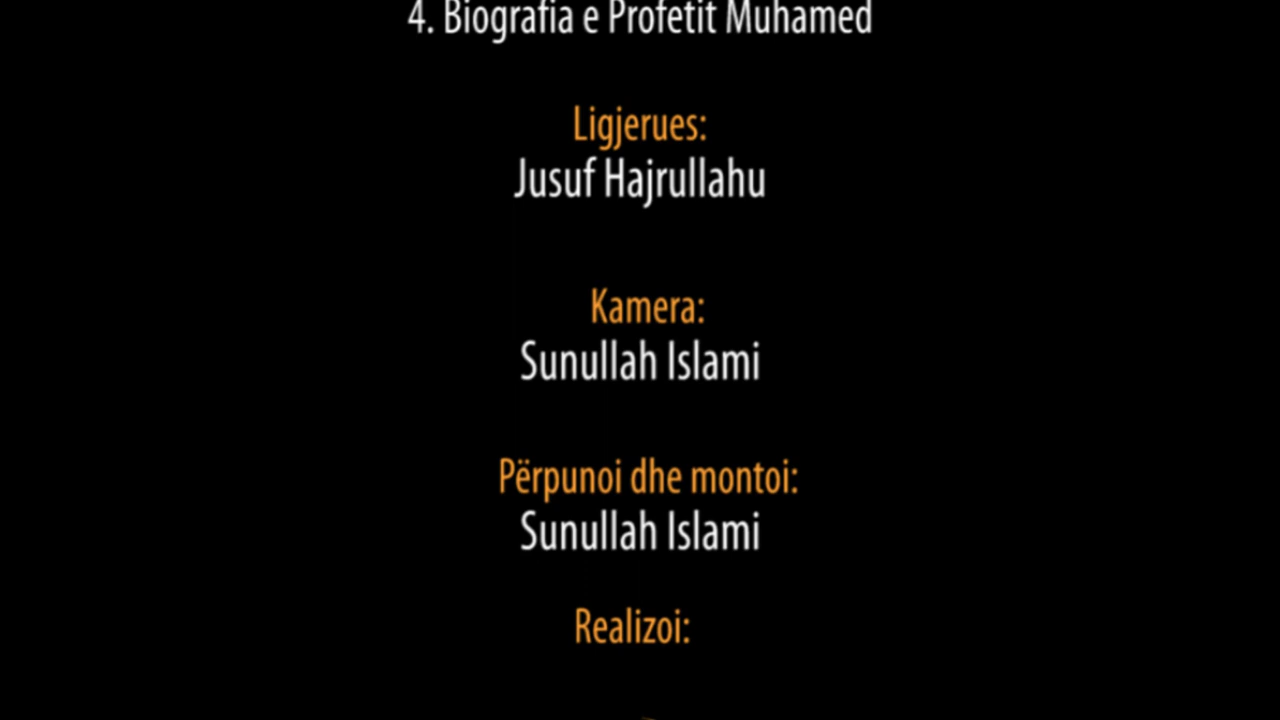 4. Biografia e Profetit Muhamed
Ligjerues:
Jusuf Hajrullahu
Kamera:
Sunullah Islami
Përpunoi dhe montoi:
Sunullah Islami
Realizoi: